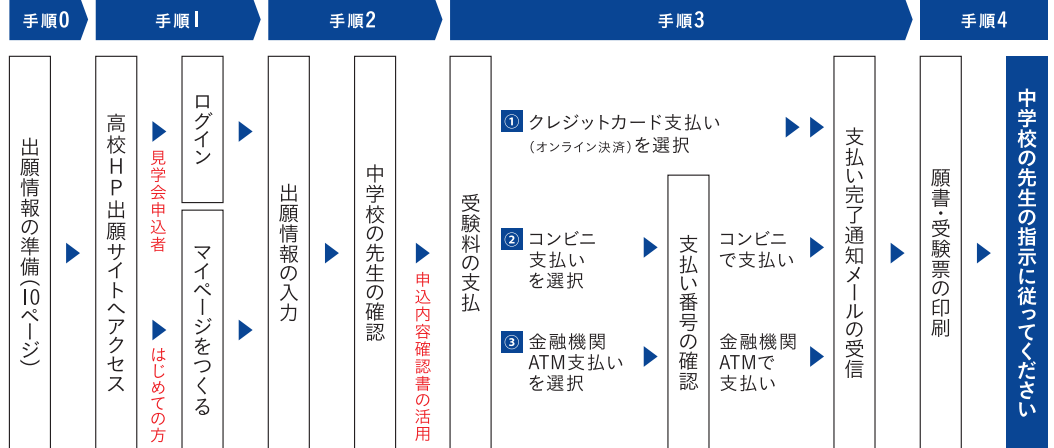 手順0
手順1
手順2
手順3
手順4
出願情報の準備(10ページ)
高校HP出願サイトへアクセス
見学会申込者
はじめての方
ログイン
マイページをつくる
出願情報の入力
中学校の先生の確認
申込内容確認書の活用
受験料の支払
① クレジットカード支払い
(オンライン決済)を選択
② コンビニ
支払い
を選択
③ 金融機関
ATM支払い
を選択
支払い番号の確認
コンビニ
で支払い
金融機関
ATMで
支払い
支払い完了通知メールの受信
願書・受験票の印刷
中学校の先生の指示に従ってください